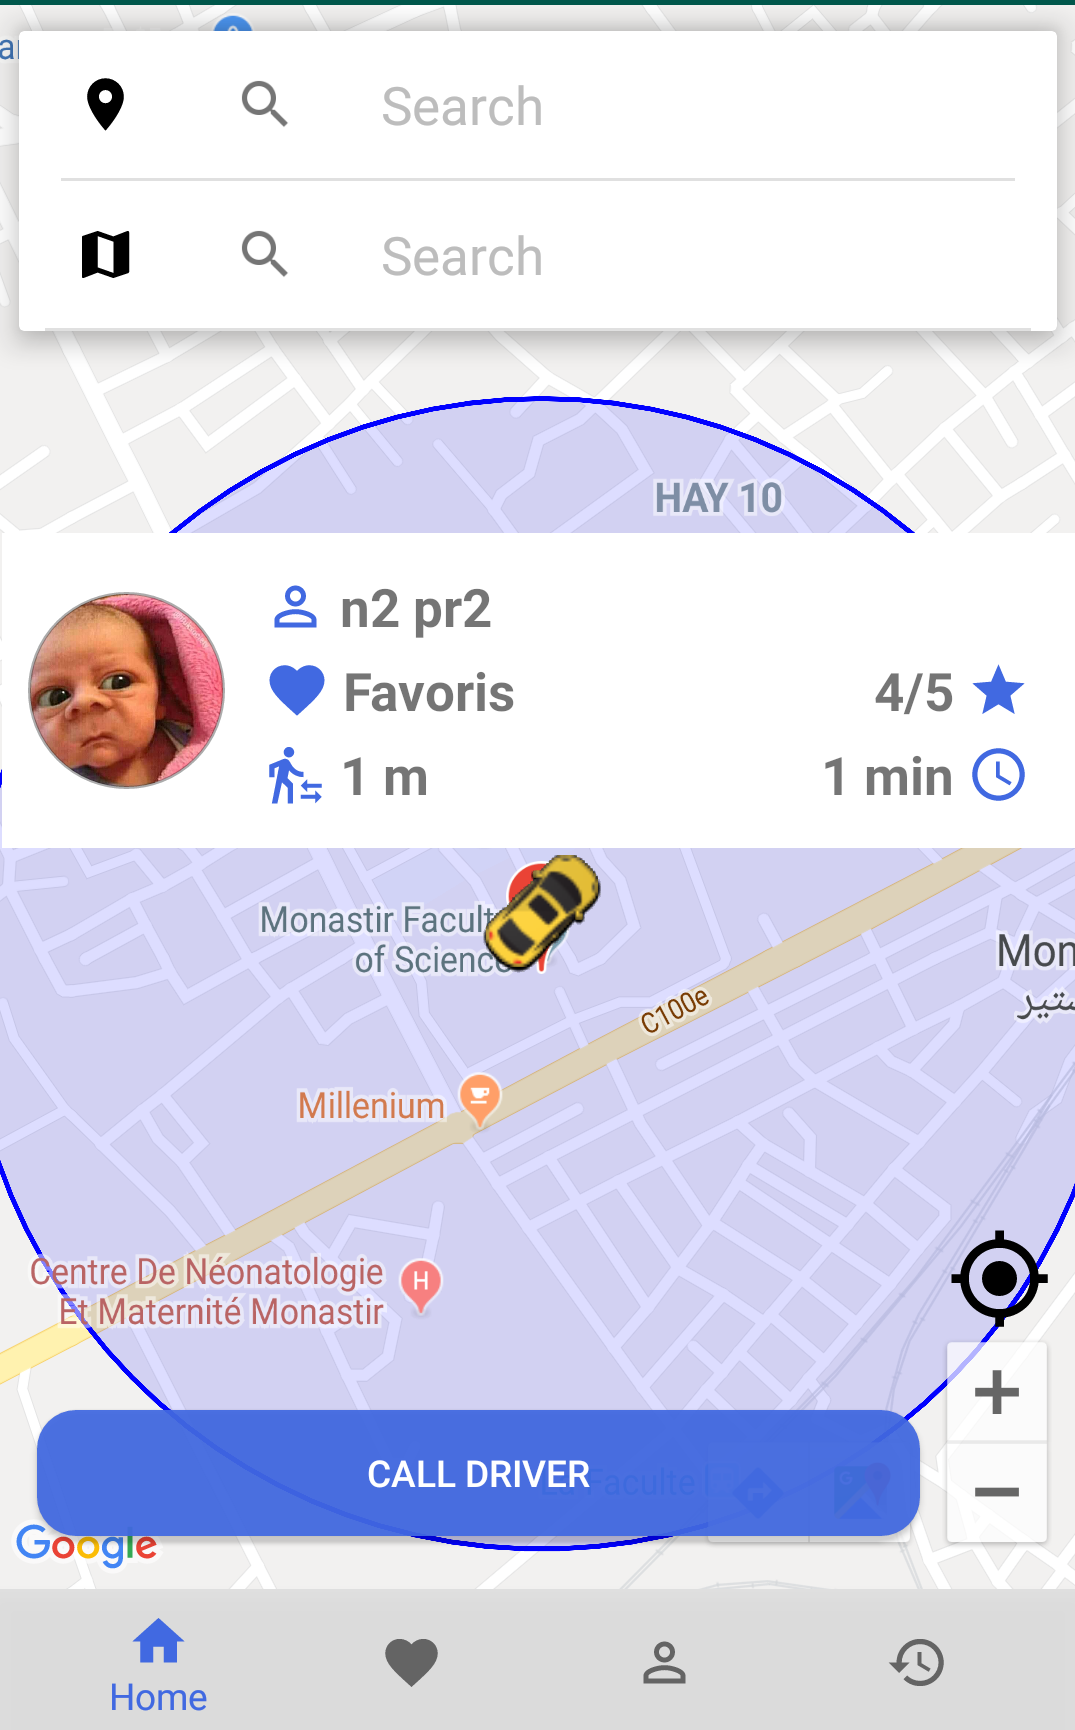 Search
Search
HAY 10
n2 pr2
Favoris
4/5
1 m
1 min
Monastir Facult
of Science
Mon
ستير
C100e
Millenium
H
Centre De Néonatologie
Et Maternité Monastir
CALL DRIVER
Faculte
Google
Home